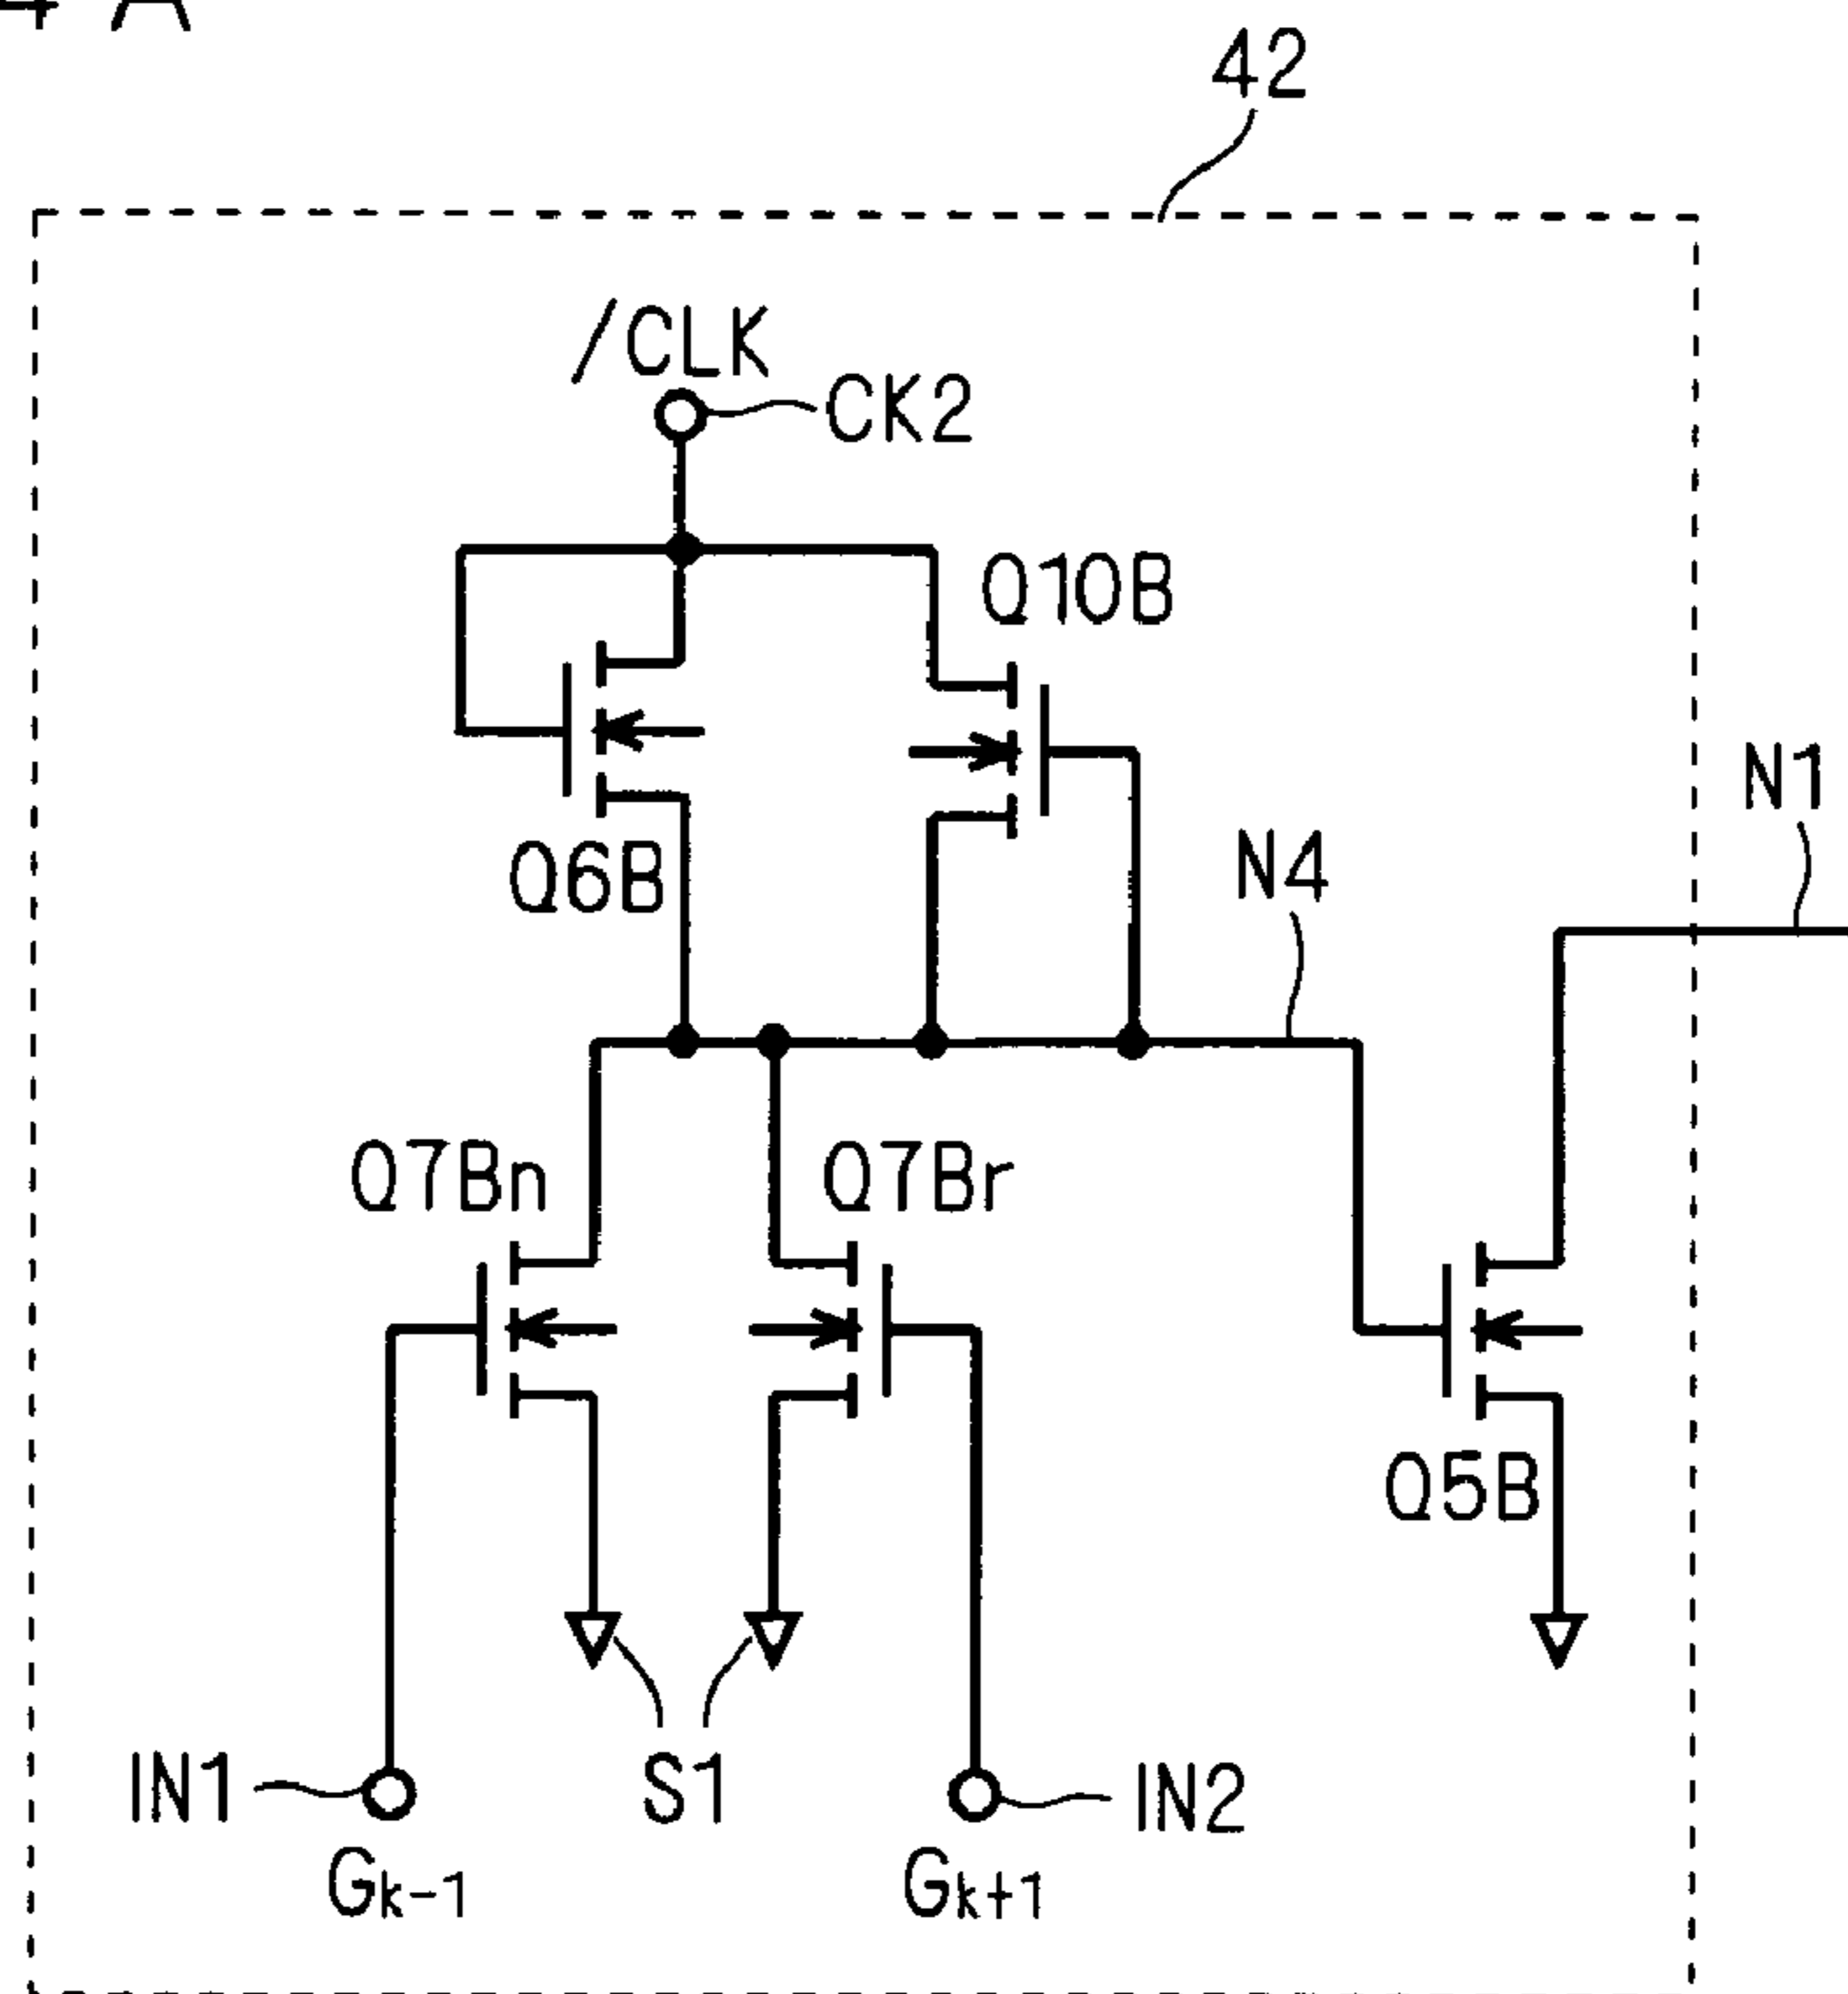 42
/CLK
CK2
Q10B
Q6B
N4
N1
Q7Bn
Q7Br
Q5B
IN1
S1
IN2
Gk-1
Gk+1